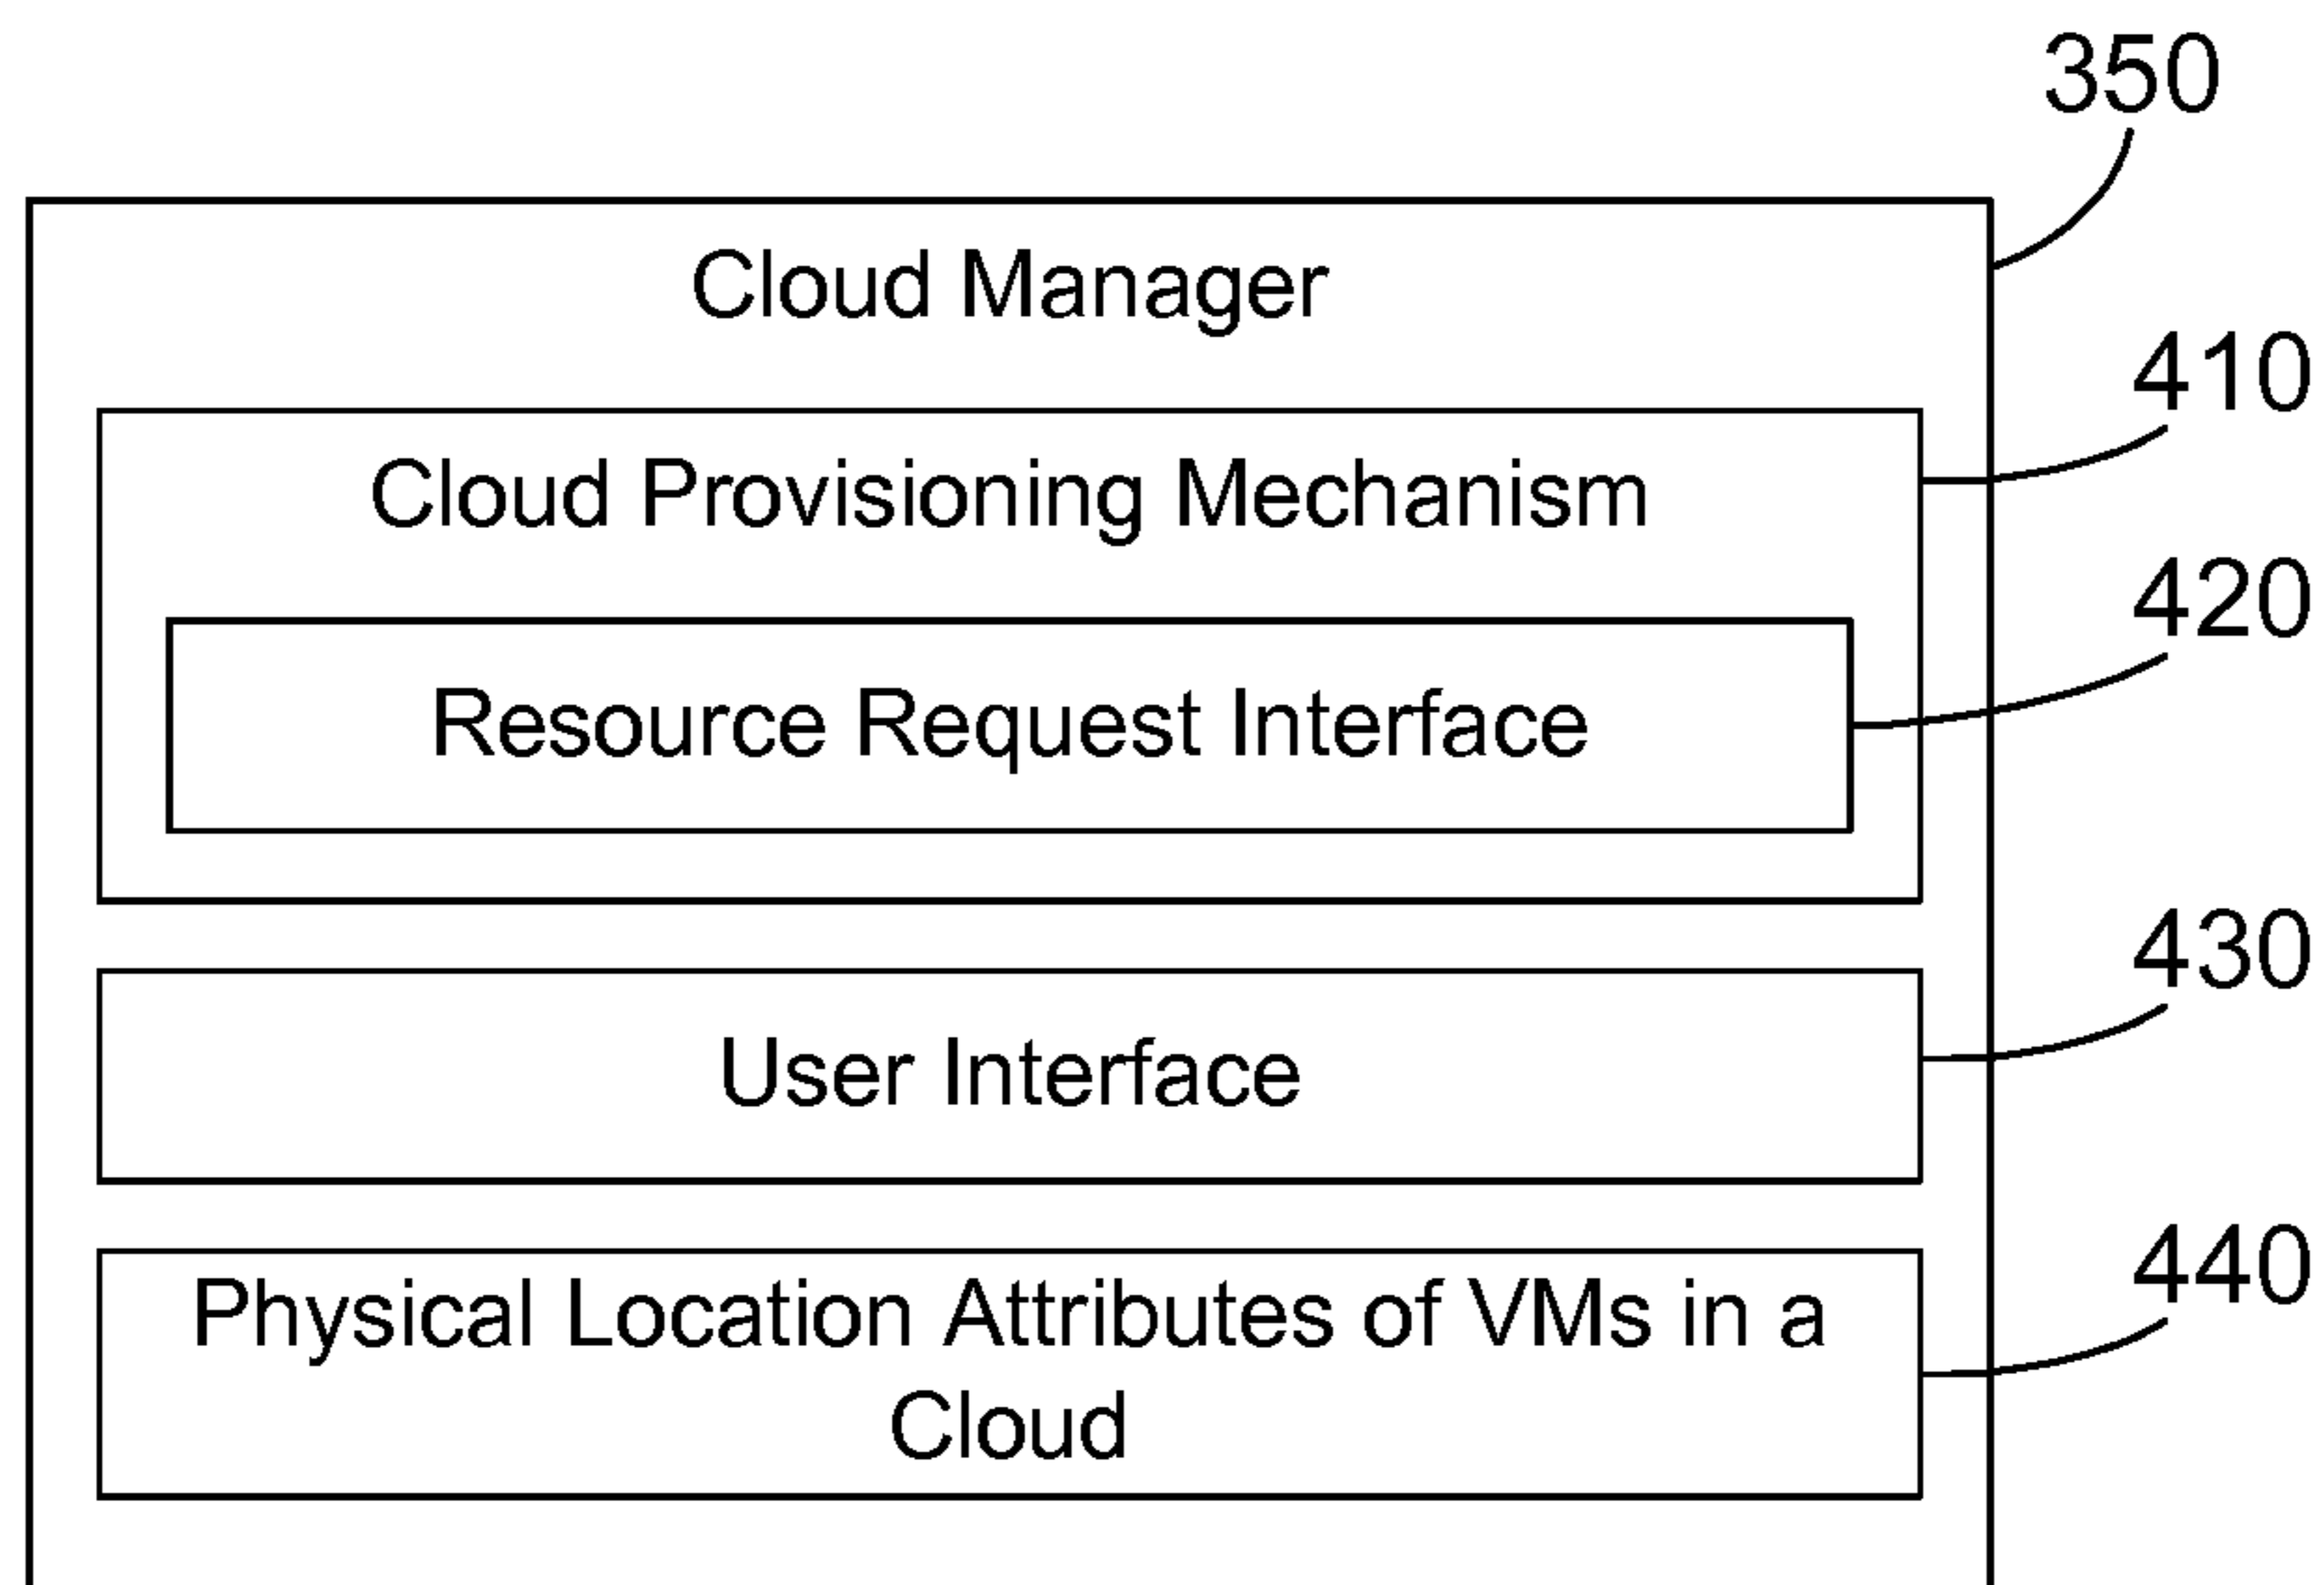 350
Cloud Manager
410
Cloud Provisioning Mechanism
420
Resource Request Interface
430
User Interface
440
Physical Location Attributes of VMs in a
Cloud